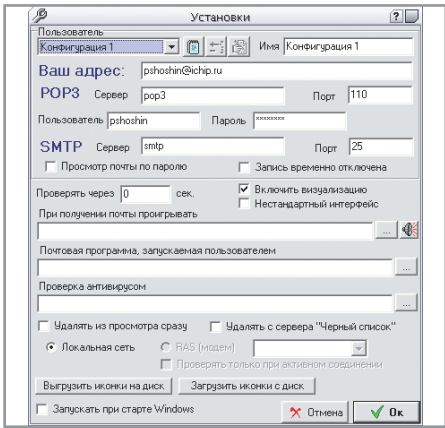 Установки
Пользователь
Конфигурация 1 Имя Конфигурация 1
Ваш адрес: pshoshin@ichip.ru
POP3 Сервер pop3 Порт 110
Пользователь pshoshin Пароль ********
SMTP Сервер smtp Порт 25
Просмотр почты по паролю Запись временно отключена
Проверять через 0 сек. Включить визуализацию
Нестандартный интерфейс
При получении почты проигрывать
...
Почтовая программа, запускаемая пользователем
...
Проверка антивирусом
...
Удалять из просмотра сразу Удалять с сервера "Черный список"
Локальная сеть RAS (модем)
Проверять только при активном соединении
Выгрузить иконки на диск Загрузить иконки с диск
Запускать при старте Windows Отмена Ок